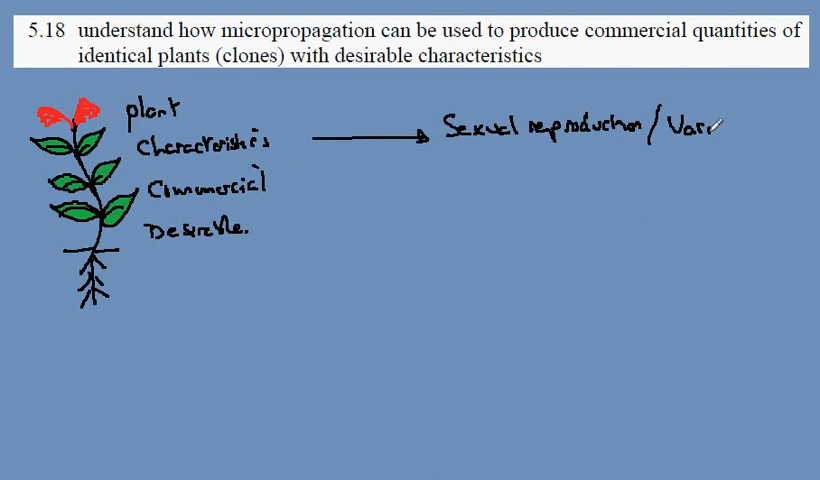 5.18 understand how micropropagation can be used to produce commercial quantities of
identical plants (clones) with desirable characteristics
plant
Characteristics
Commercial
Desirable.
Sexual reproduction / Vari